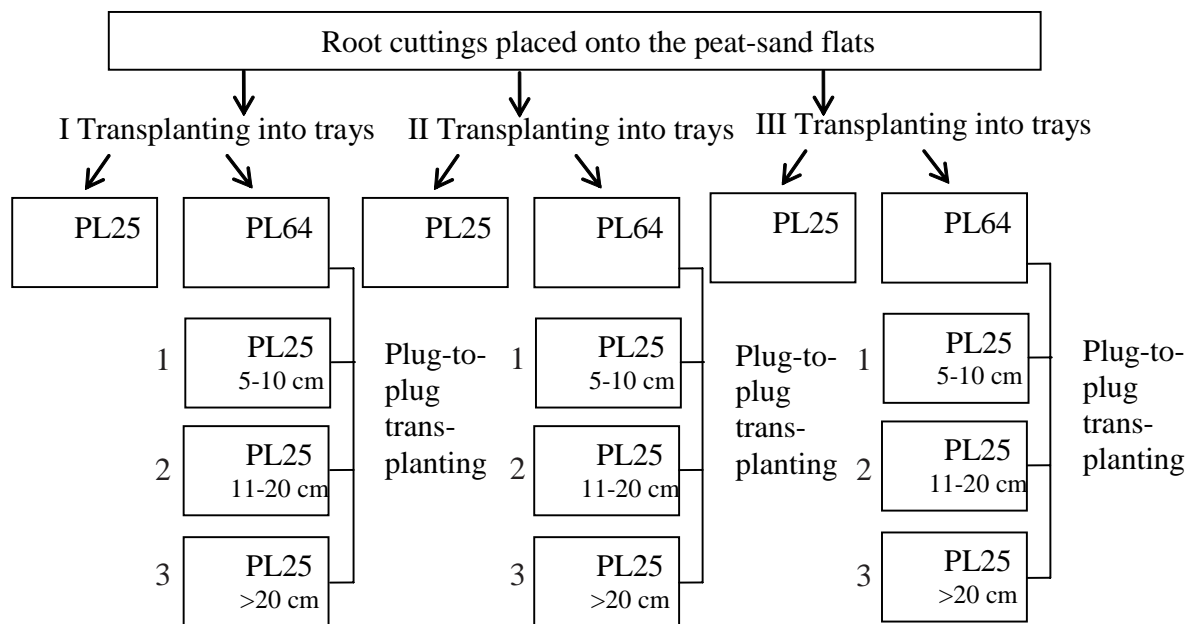 Root cuttings placed onto the peat-sand flats
I Transplanting into trays
II Transplanting into trays
III Transplanting into trays
PL25
PL64
PL25
PL64
PL25
PL64
1
PL25
5-10 cm
2
PL25
11-20 cm
3
PL25
>20 cm
Plug-to-
plug
trans-
planting
1
PL25
5-10 cm
2
PL25
11-20 cm
3
PL25
>20 cm
Plug-to-
plug
trans-
planting
1
PL25
5-10 cm
2
PL25
11-20 cm
3
PL25
>20 cm
Plug-to-
plug
trans-
planting